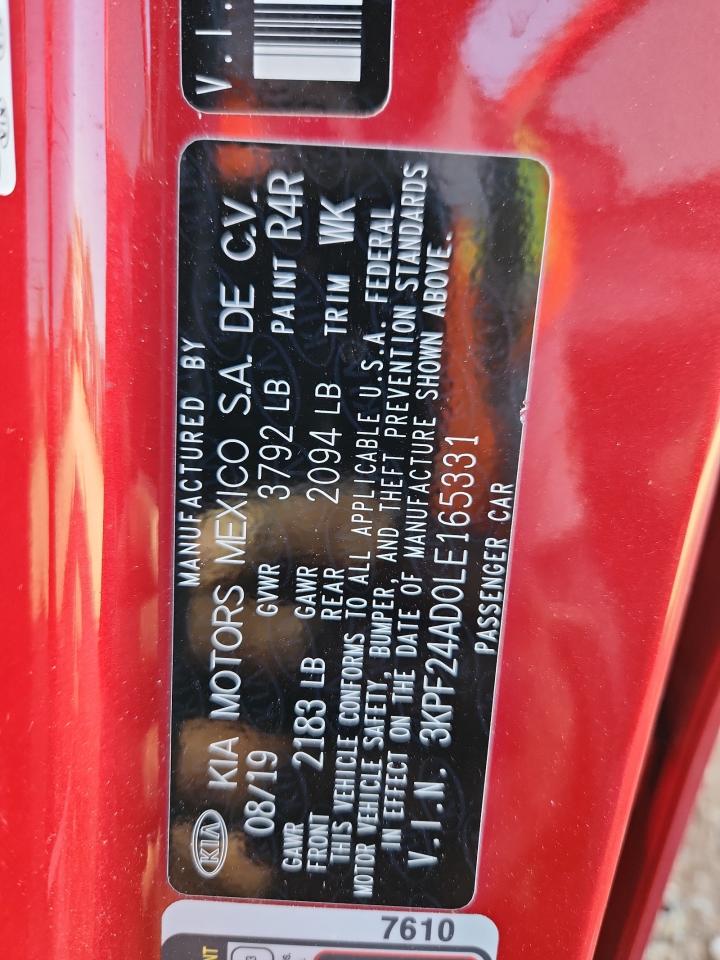 V.I.
MANUFACTURED BY
KIA KIA MOTORS MEXICO S.A. DE C.V.
08/19 GVWR 3792 LB PAINT R4R
GAWR FRONT 2183 LB GAWR REAR 2094 LB TRIM WK
THIS VEHICLE CONFORMS TO ALL APPLICABLE U.S.A. FEDERAL
MOTOR VEHICLE SAFETY, BUMPER, AND THEFT PREVENTION STANDARDS
IN EFFECT ON THE DATE OF MANUFACTURE SHOWN ABOVE.
V.I.N. 3KPF24AD0LE165331
PASSENGER CAR
7610